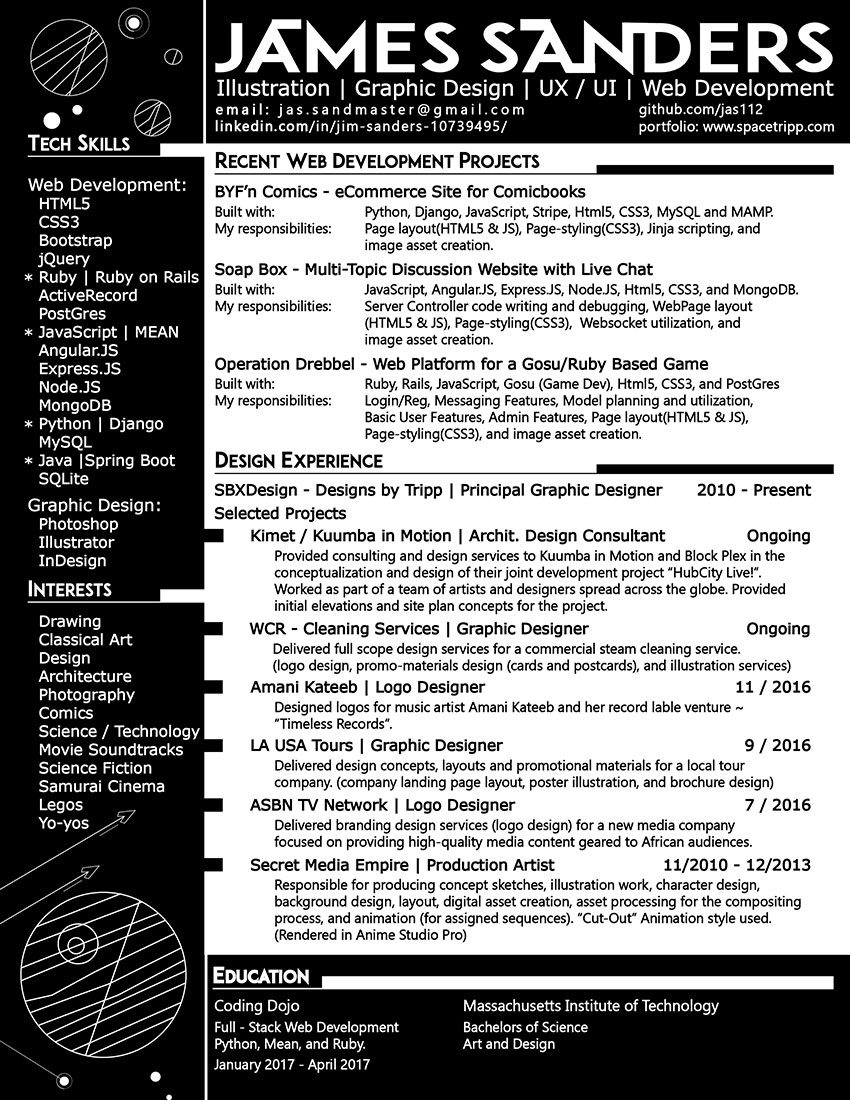 JAMES SANDERS
Illustration | Graphic Design | UX / UI | Web Development
email: jas.sandmaster@gmail.com
github.com/jas112
linkedin.com/in/jim-sanders-10739495/
portfolio: www.spacetripp.com
TECH SKILLS
Web Development:
HTML5
CSS3
Bootstrap
jQuery
* Ruby | Ruby on Rails
ActiveRecord
PostGres
* JavaScript | MEAN
Angular.JS
Express.JS
Node.JS
MongoDB
* Python | Django
MySQL
* Java |Spring Boot
SQLite
Graphic Design:
Photoshop
Illustrator
InDesign
INTERESTS
Drawing
Classical Art
Design
Architecture
Photography
Comics
Science / Technology
Movie Soundtracks
Science Fiction
Samurai Cinema
Legos
Yo-yos
RECENT WEB DEVELOPMENT PROJECTS
BYF’n Comics - eCommerce Site for Comicbooks
Built with: Python, Django, JavaScript, Stripe, Html5, CSS3, MySQL and MAMP.
My responsibilities: Page layout(HTML5 & JS), Page-styling(CSS3), Jinja scripting, and
image asset creation.
Soap Box - Multi-Topic Discussion Website with Live Chat
Built with: JavaScript, Angular.JS, Express.JS, Node.JS, Html5, CSS3, and MongoDB.
My responsibilities: Server Controller code writing and debugging, WebPage layout
(HTML5 & JS), Page-styling(CSS3), Websocket utilization, and
image asset creation.
Operation Drebbel - Web Platform for a Gosu/Ruby Based Game
Built with: Ruby, Rails, JavaScript, Gosu (Game Dev), Html5, CSS3, and PostGres
My responsibilities: Login/Reg, Messaging Features, Model planning and utilization,
Basic User Features, Admin Features, Page layout(HTML5 & JS),
Page-styling(CSS3), and image asset creation.
DESIGN EXPERIENCE
SBXDesign - Designs by Tripp | Principal Graphic Designer 2010 - Present
Selected Projects
Kimet / Kuumba in Motion | Archit. Design Consultant Ongoing
Provided consulting and design services to Kuumba in Motion and Block Plex in the
conceptualization and design of their joint development project “HubCity Live!”.
Worked as part of a team of artists and designers spread across the globe. Provided
initial elevations and site plan concepts for the project.
WCR - Cleaning Services | Graphic Designer Ongoing
Delivered full scope design services for a commercial steam cleaning service.
(logo design, promo-materials design (cards and postcards), and illustration services)
Amani Kateeb | Logo Designer 11 / 2016
Designed logos for music artist Amani Kateeb and her record lable venture ~
“Timeless Records”.
LA USA Tours | Graphic Designer 9 / 2016
Delivered design concepts, layouts and promotional materials for a local tour
company. (company landing page layout, poster illustration, and brochure design)
ASBN TV Network | Logo Designer 7 / 2016
Delivered branding design services (logo design) for a new media company
focused on providing high-quality media content geared to African audiences.
Secret Media Empire | Production Artist 11/2010 - 12/2013
Responsible for producing concept sketches, illustration work, character design,
background design, layout, digital asset creation, asset processing for the compositing
process, and animation (for assigned sequences). “Cut-Out” Animation style used.
(Rendered in Anime Studio Pro)
EDUCATION
Coding Dojo
Full - Stack Web Development
Python, Mean, and Ruby.
January 2017 - April 2017
Massachusetts Institute of Technology
Bachelors of Science
Art and Design